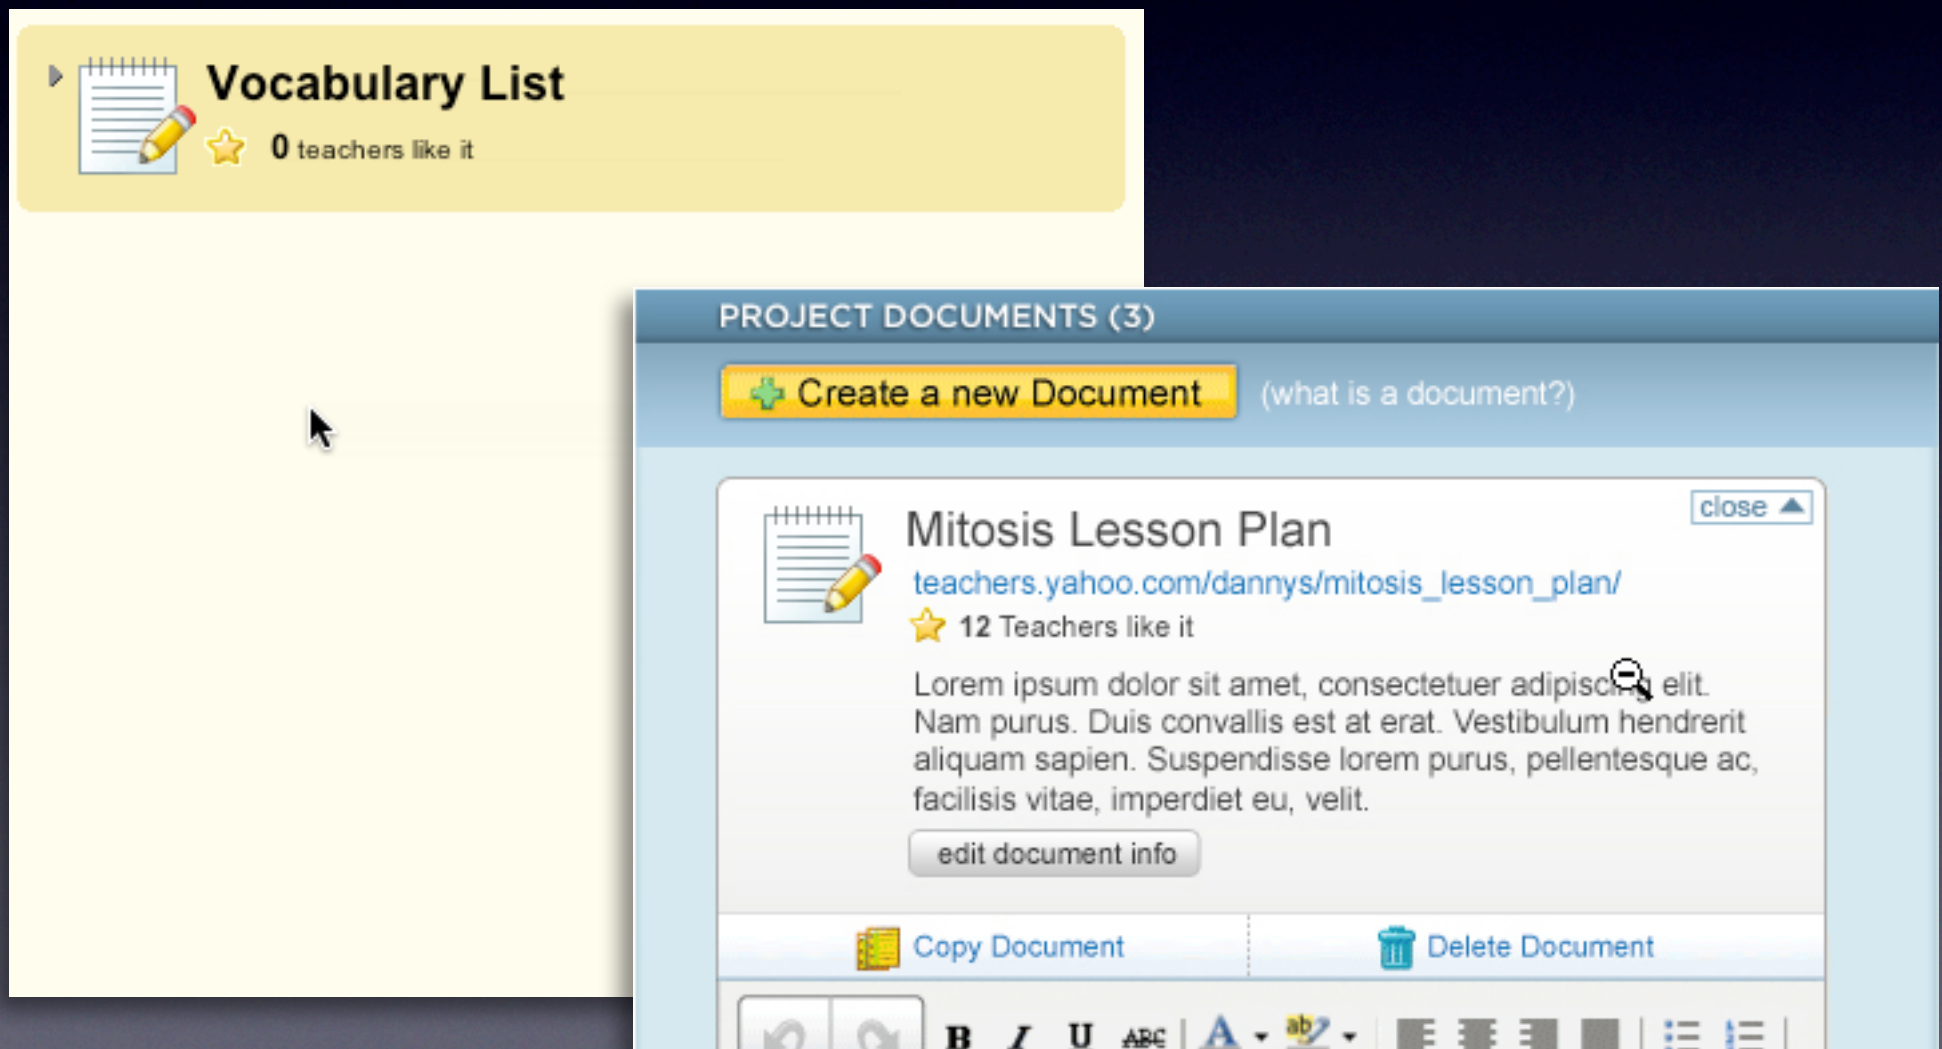 Vocabulary List
0 teachers like it
PROJECT DOCUMENTS (3)
Create a new Document (what is a document?)
close
Mitosis Lesson Plan
teachers.yahoo.com/dannys/mitosis_lesson_plan/
12 Teachers like it
Lorem ipsum dolor sit amet, consectetuer adipiscing elit.
Nam purus. Duis convallis est at erat. Vestibulum hendrerit
aliquam sapien. Suspendisse lorem purus, pellentesque ac,
facilisis vitae, imperdiet eu, velit.
edit document info
Copy Document Delete Document
B I U ABC A ab